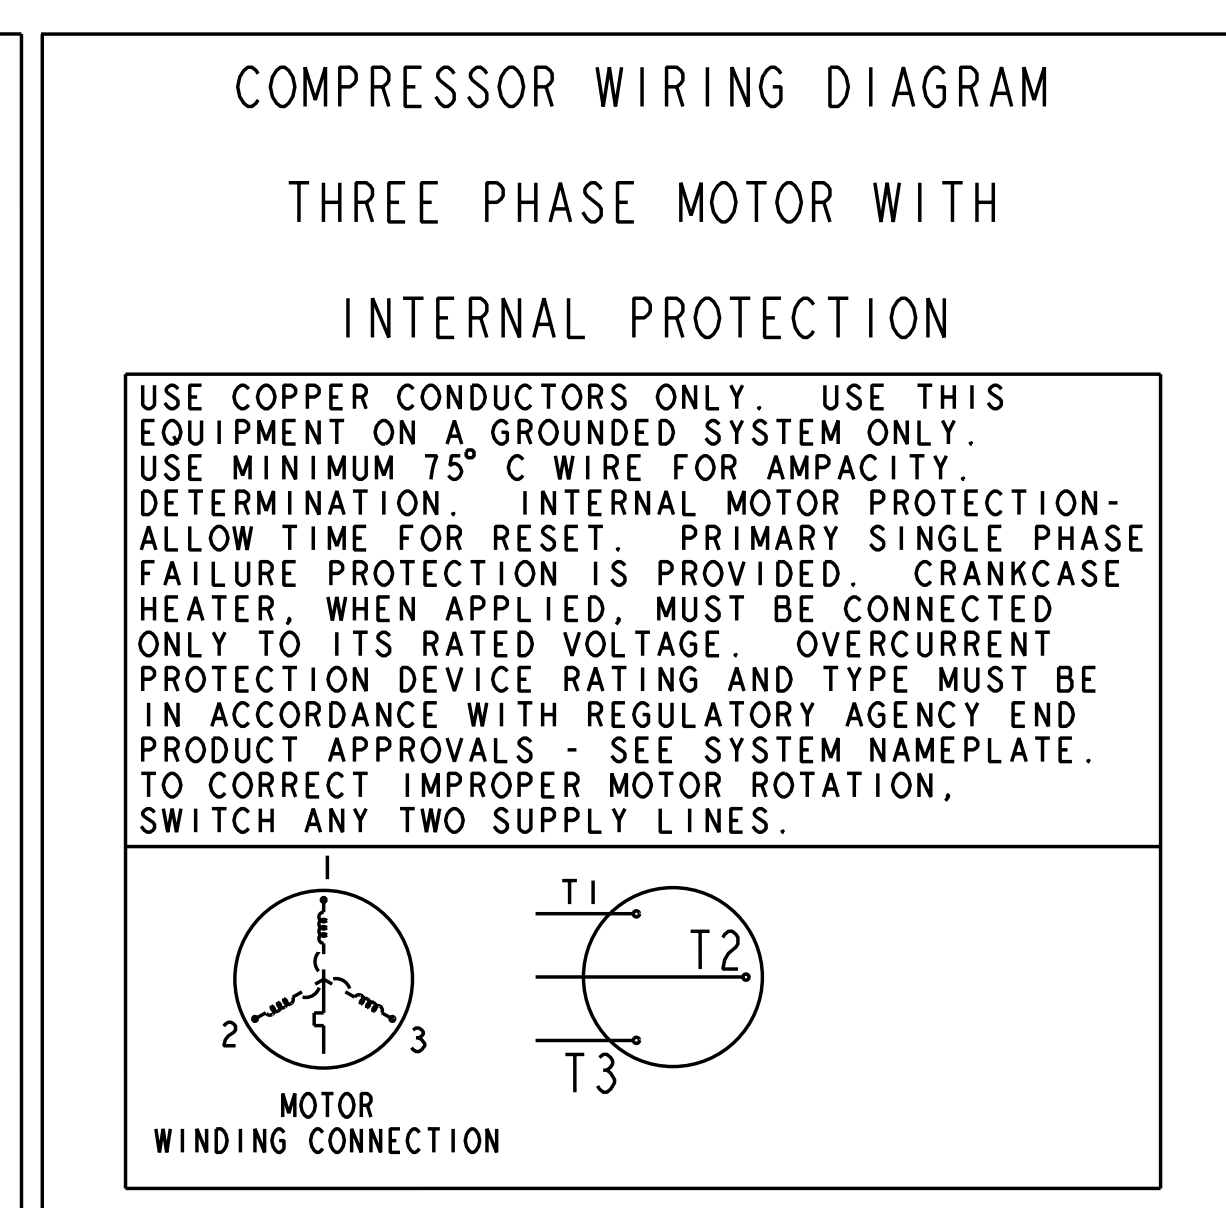 COMPRESSOR WIRING DIAGRAM
THREE PHASE MOTOR WITH
INTERNAL PROTECTION
USE COPPER CONDUCTORS ONLY. USE THIS
EQUIPMENT ON A GROUNDED SYSTEM ONLY.
USE MINIMUM 75° C WIRE FOR AMPACITY.
DETERMINATION. INTERNAL MOTOR PROTECTION-
ALLOW TIME FOR RESET. PRIMARY SINGLE PHASE
FAILURE PROTECTION IS PROVIDED. CRANKCASE
HEATER, WHEN APPLIED, MUST BE CONNECTED
ONLY TO ITS RATED VOLTAGE. OVERCURRENT
PROTECTION DEVICE RATING AND TYPE MUST BE
IN ACCORDANCE WITH REGULATORY AGENCY END
PRODUCT APPROVALS - SEE SYSTEM NAMEPLATE.
TO CORRECT IMPROPER MOTOR ROTATION,
SWITCH ANY TWO SUPPLY LINES.
1
2
3
MOTOR
WINDING CONNECTION
T1
T2
T3